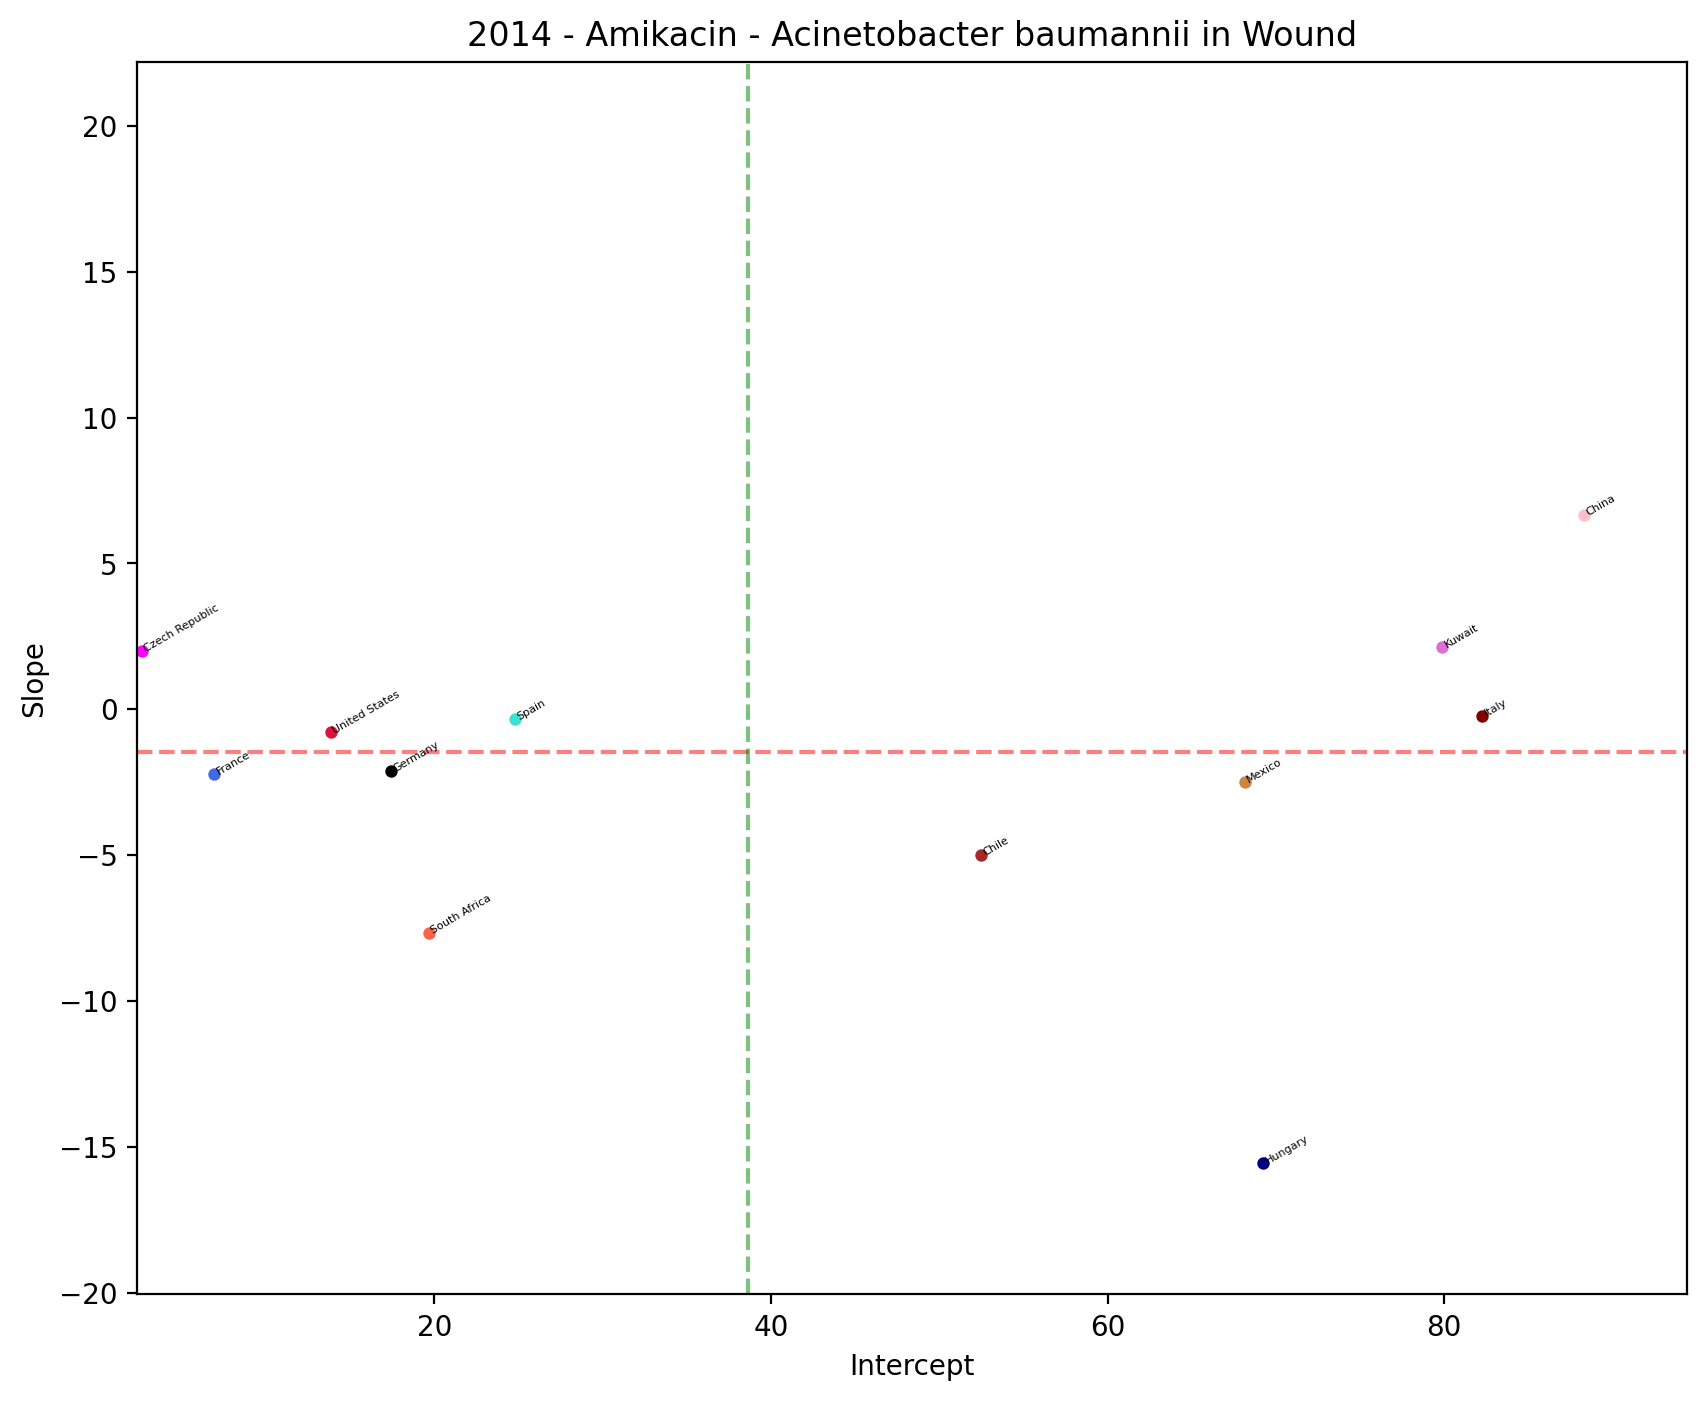 2014 - Amikacin - Acinetobacter baumannii in Wound
20
15
10
5
0
−5
−10
−15
−20
Slope
China
Czech Republic
Kuwait
United States
Spain
Italy
France
Germany
Mexico
Chile
South Africa
Hungary
20
40
60
80
Intercept